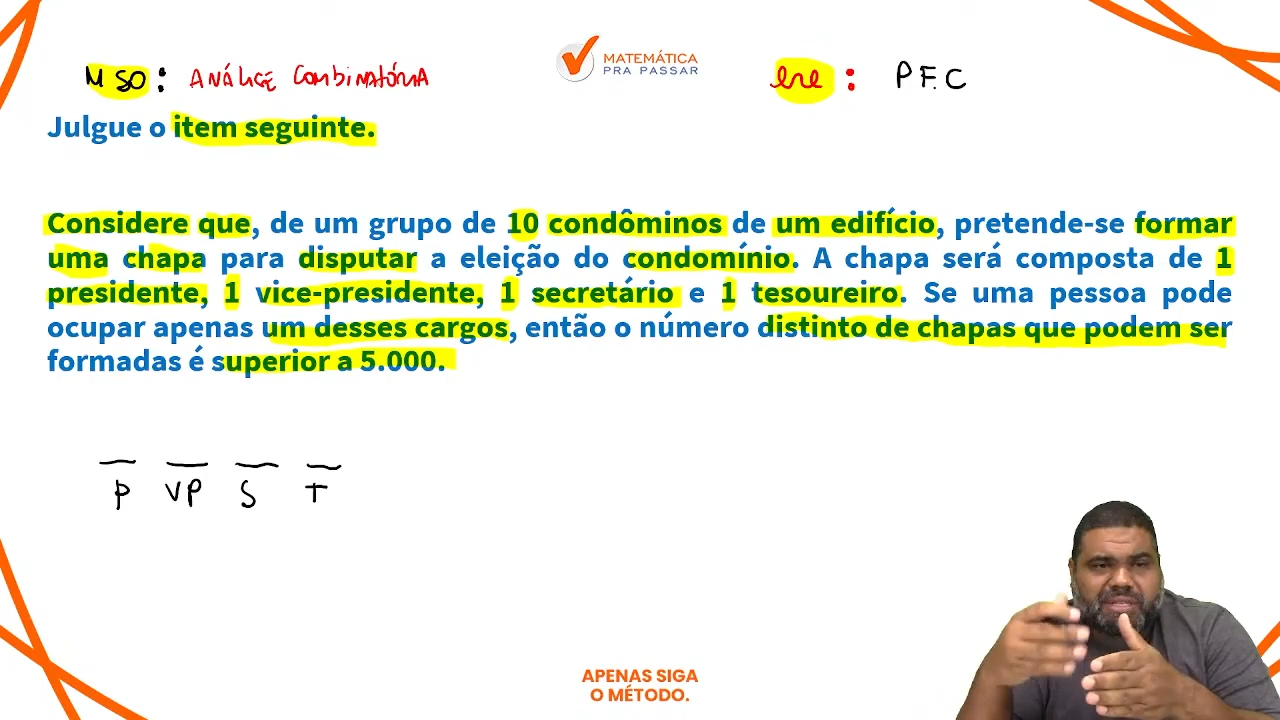 MSO: ANÁLISE COMBINATÓRIA
MATEMÁTICA
PRA PASSAR
ere: P.F.C
Julgue o item seguinte.
Considere que, de um grupo de 10 condôminos de um edifício, pretende-se formar
uma chapa para disputar a eleição do condomínio. A chapa será composta de 1
presidente, 1 vice-presidente, 1 secretário e 1 tesoureiro. Se uma pessoa pode
ocupar apenas um desses cargos, então o número distinto de chapas que podem ser
formadas é superior a 5.000.
P VP S T
APENAS SIGA
O MÉTODO.